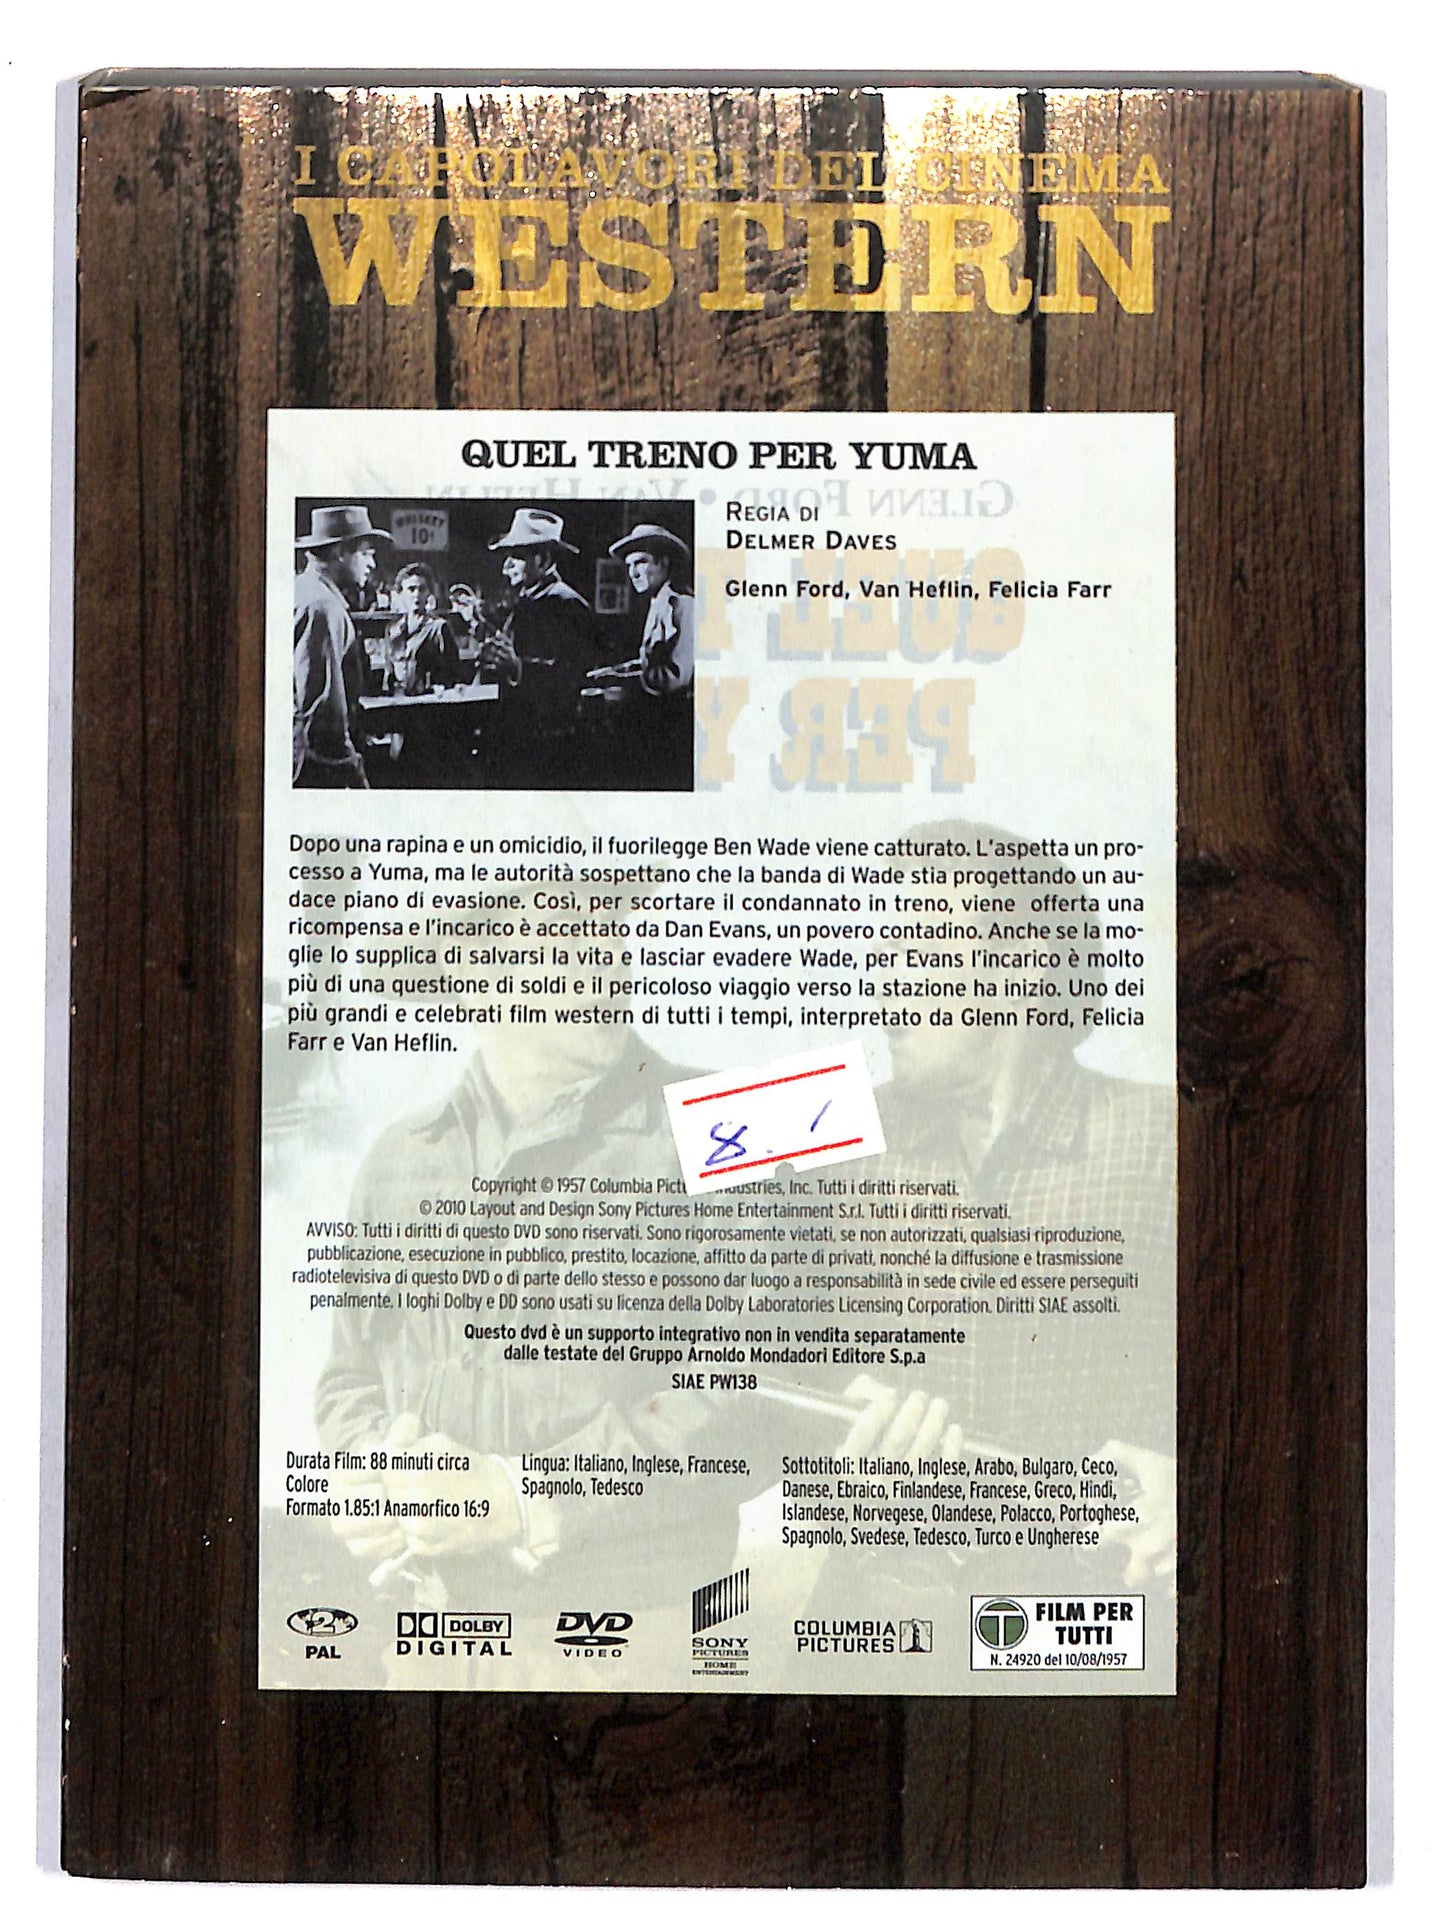 I CAPOLAVORI DEL CINEMA
WESTERN
QUEL TRENO PER YUMA
WHISKEY
10¢
REGIA DI
DELMER DAVES
Glenn Ford, Van Heflin, Felicia Farr
GLENN FORD • VAN HEFLIN
QUEL T
PER Y
Dopo una rapina e un omicidio, il fuorilegge Ben Wade viene catturato. L'aspetta un pro-
cesso a Yuma, ma le autorità sospettano che la banda di Wade stia progettando un au-
dace piano di evasione. Così, per scortare il condannato in treno, viene offerta una
ricompensa e l'incarico è accettato da Dan Evans, un povero contadino. Anche se la mo-
glie lo supplica di salvarsi la vita e lasciar evadere Wade, per Evans l'incarico è molto
più di una questione di soldi e il pericoloso viaggio verso la stazione ha inizio. Uno dei
più grandi e celebrati film western di tutti i tempi, interpretato da Glenn Ford, Felicia
Farr e Van Heflin.
8.
Copyright © 1957 Columbia Pict Industries, Inc. Tutti i diritti riservati.
© 2010 Layout and Design Sony Pictures Home Entertainment S.r.l. Tutti i diritti riservati.
AVVISO: Tutti i diritti di questo DVD sono riservati. Sono rigorosamente vietati, se non autorizzati, qualsiasi riproduzione,
pubblicazione, esecuzione in pubblico, prestito, locazione, affitto da parte di privati, nonché la diffusione e trasmissione
radiotelevisiva di questo DVD o di parte dello stesso e possono dar luogo a responsabilità in sede civile ed essere perseguiti
penalmente. I loghi Dolby e DD sono usati su licenza della Dolby Laboratories Licensing Corporation. Diritti SIAE assolti.
Questo dvd è un supporto integrativo non in vendita separatamente
dalle testate del Gruppo Arnoldo Mondadori Editore S.p.a
SIAE PW138
Durata Film: 88 minuti circa
Colore
Formato 1.85:1 Anamorfico 16:9
Lingua: Italiano, Inglese, Francese,
Spagnolo, Tedesco
Sottotitoli: Italiano, Inglese, Arabo, Bulgaro, Ceco,
Danese, Ebraico, Finlandese, Francese, Greco, Hindi,
Islandese, Norvegese, Olandese, Polacco, Portoghese,
Spagnolo, Svedese, Tedesco, Turco e Ungherese
2
PAL
DOLBY
DIGITAL
DVD
VIDEO
SONY
PICTURES
HOME
ENTERTAINMENT
COLUMBIA
PICTURES
T
FILM PER
TUTTI
N. 24920 del 10/08/1957